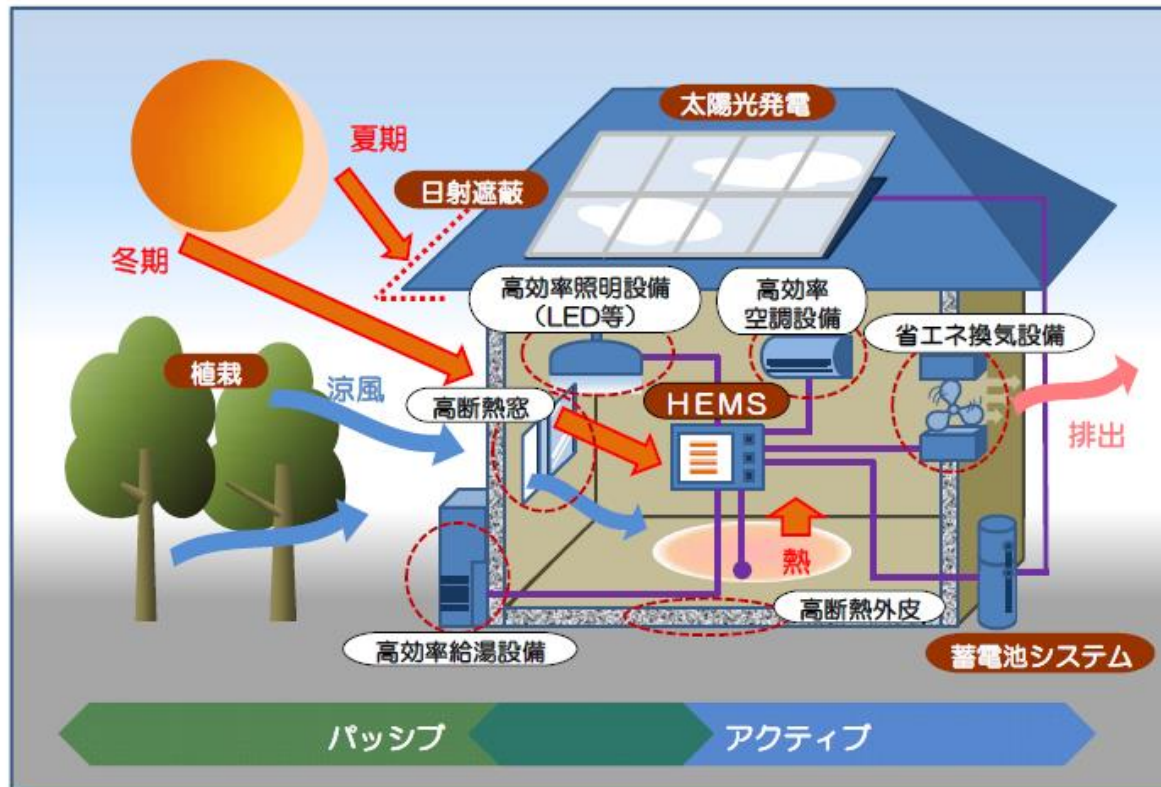 太陽光発電
夏期
日射遮蔽
冬期
高効率照明設備
（LED等）
高効率
空調設備
省エネ換気設備
植栽
涼風
高断熱窓
HEMS
排出
熱
高断熱外皮
高効率給湯設備
蓄電池システム
パッシブ
アクティブ